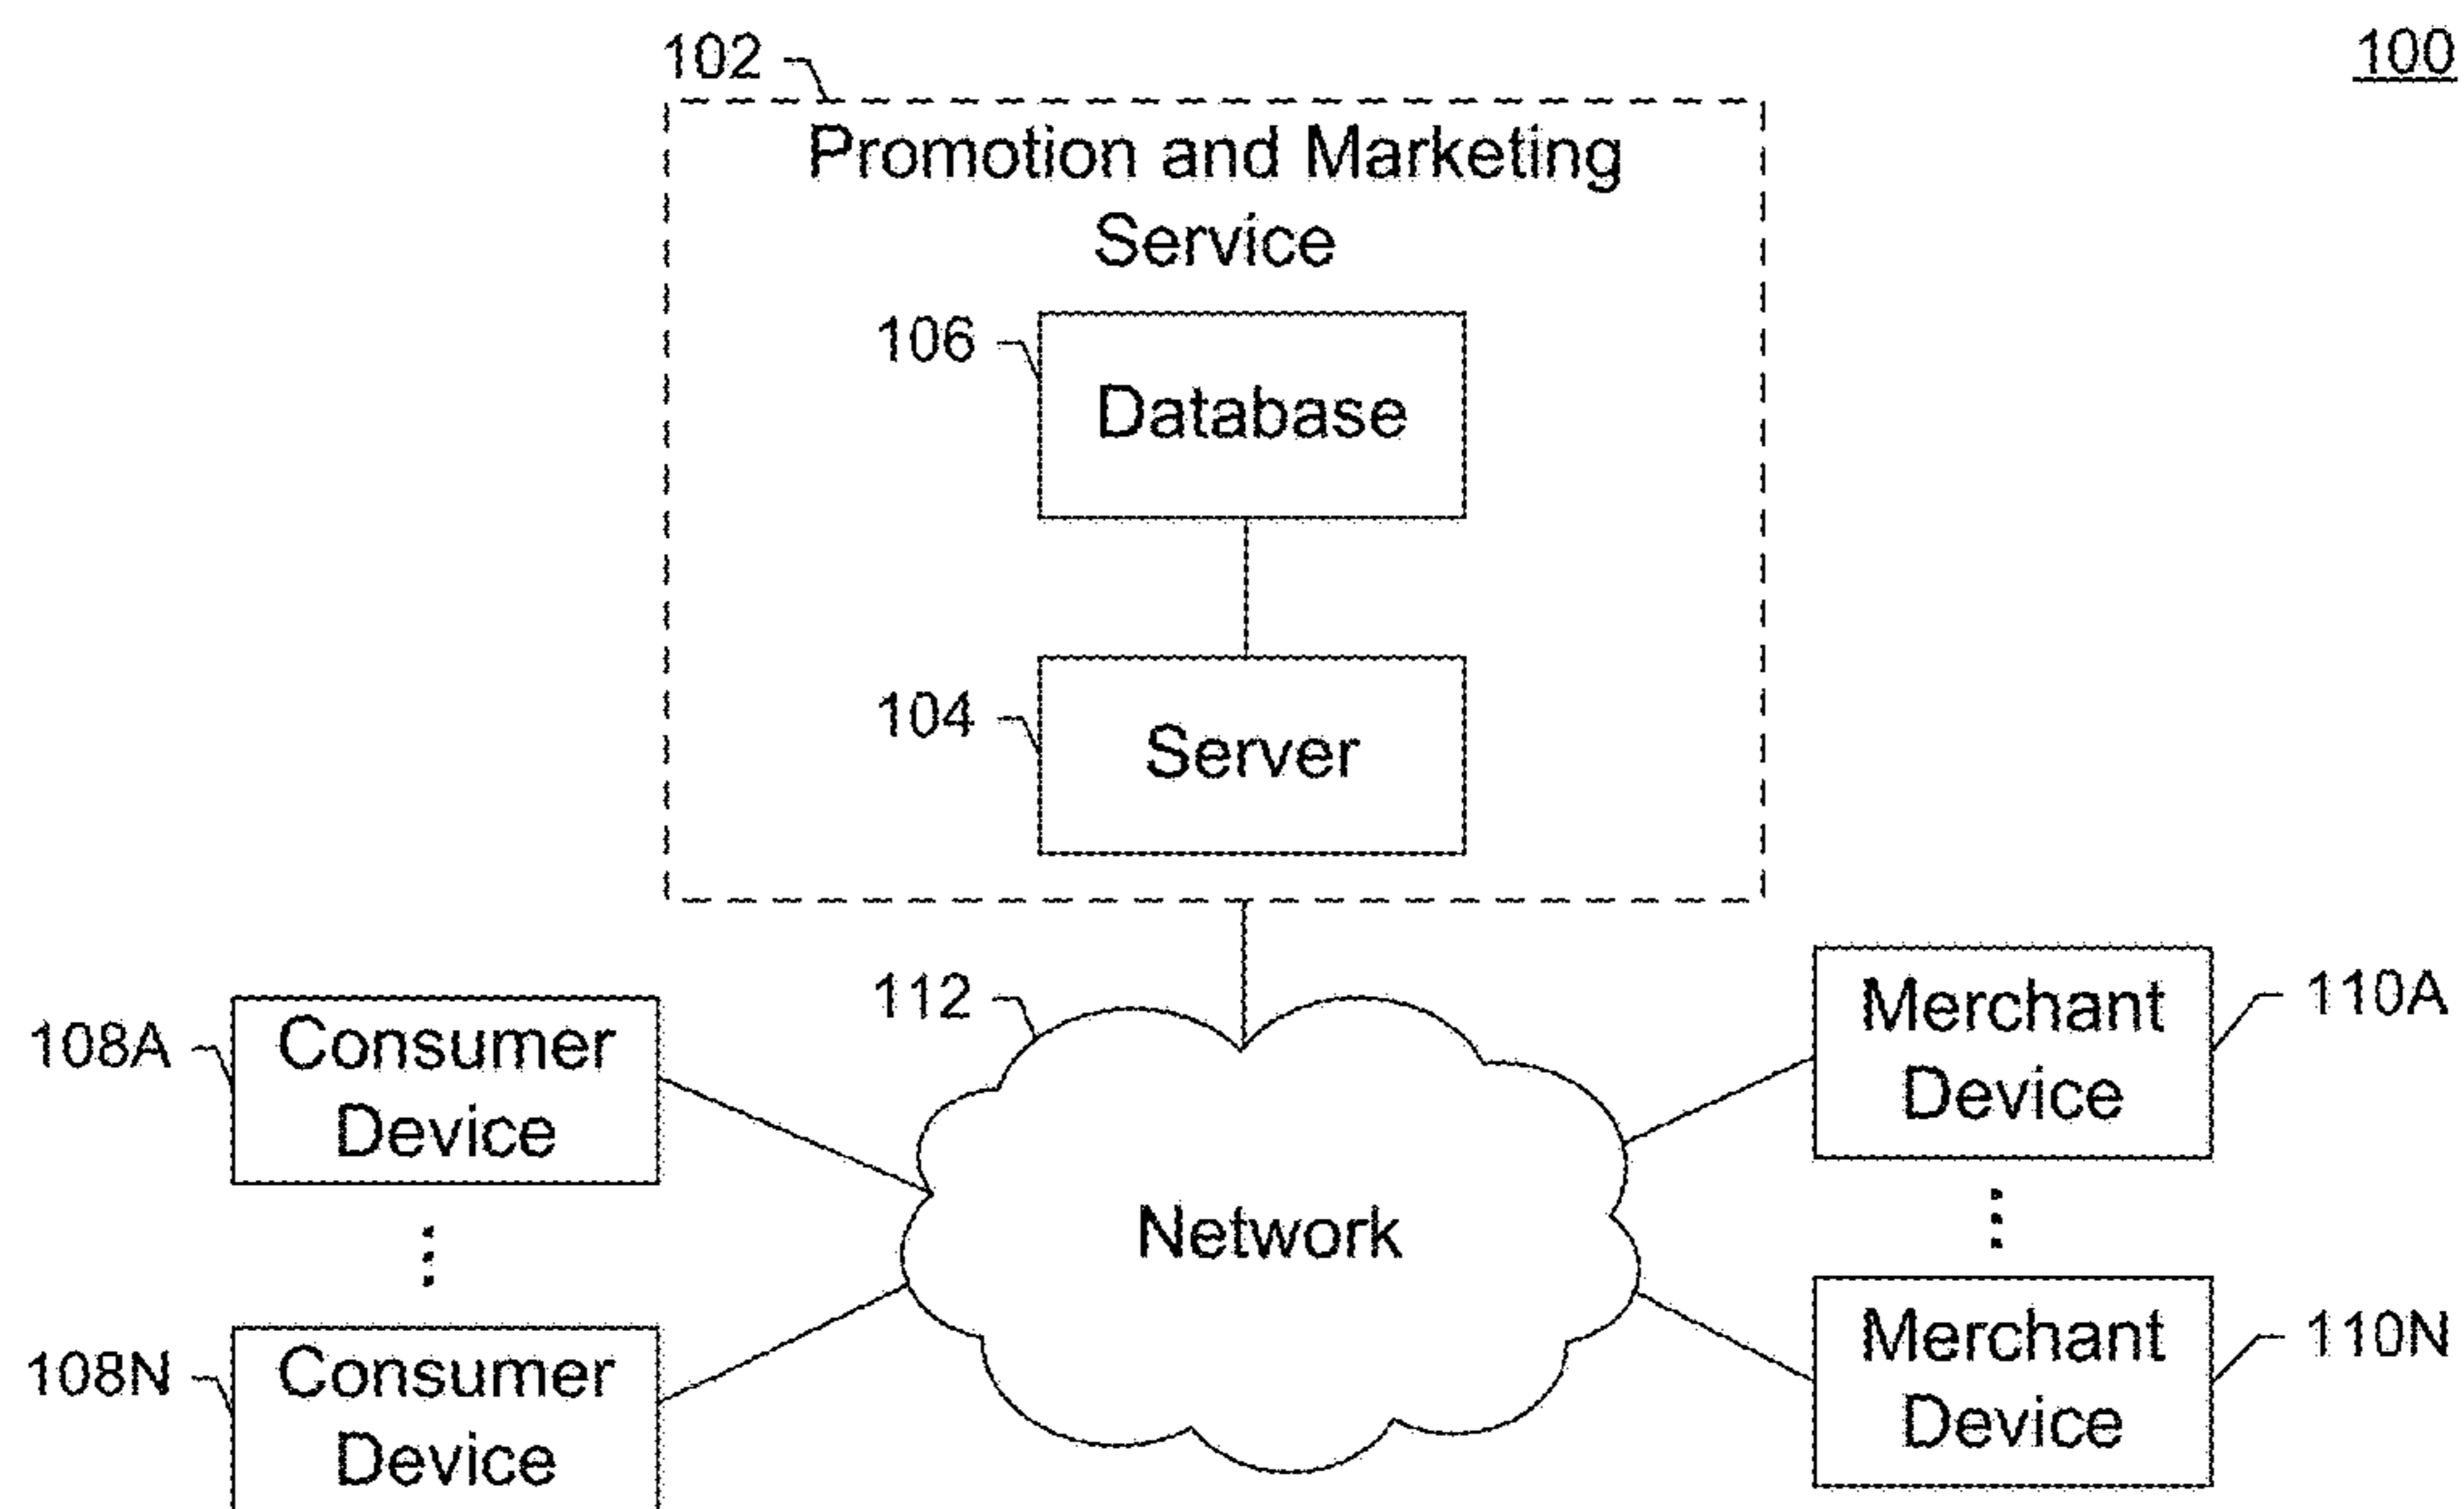 100
102
Promotion and Marketing
Service
106
Database
104
Server
112
108A
Consumer
Device
108N
Consumer
Device
Network
Merchant
Device
110A
Merchant
Device
110N